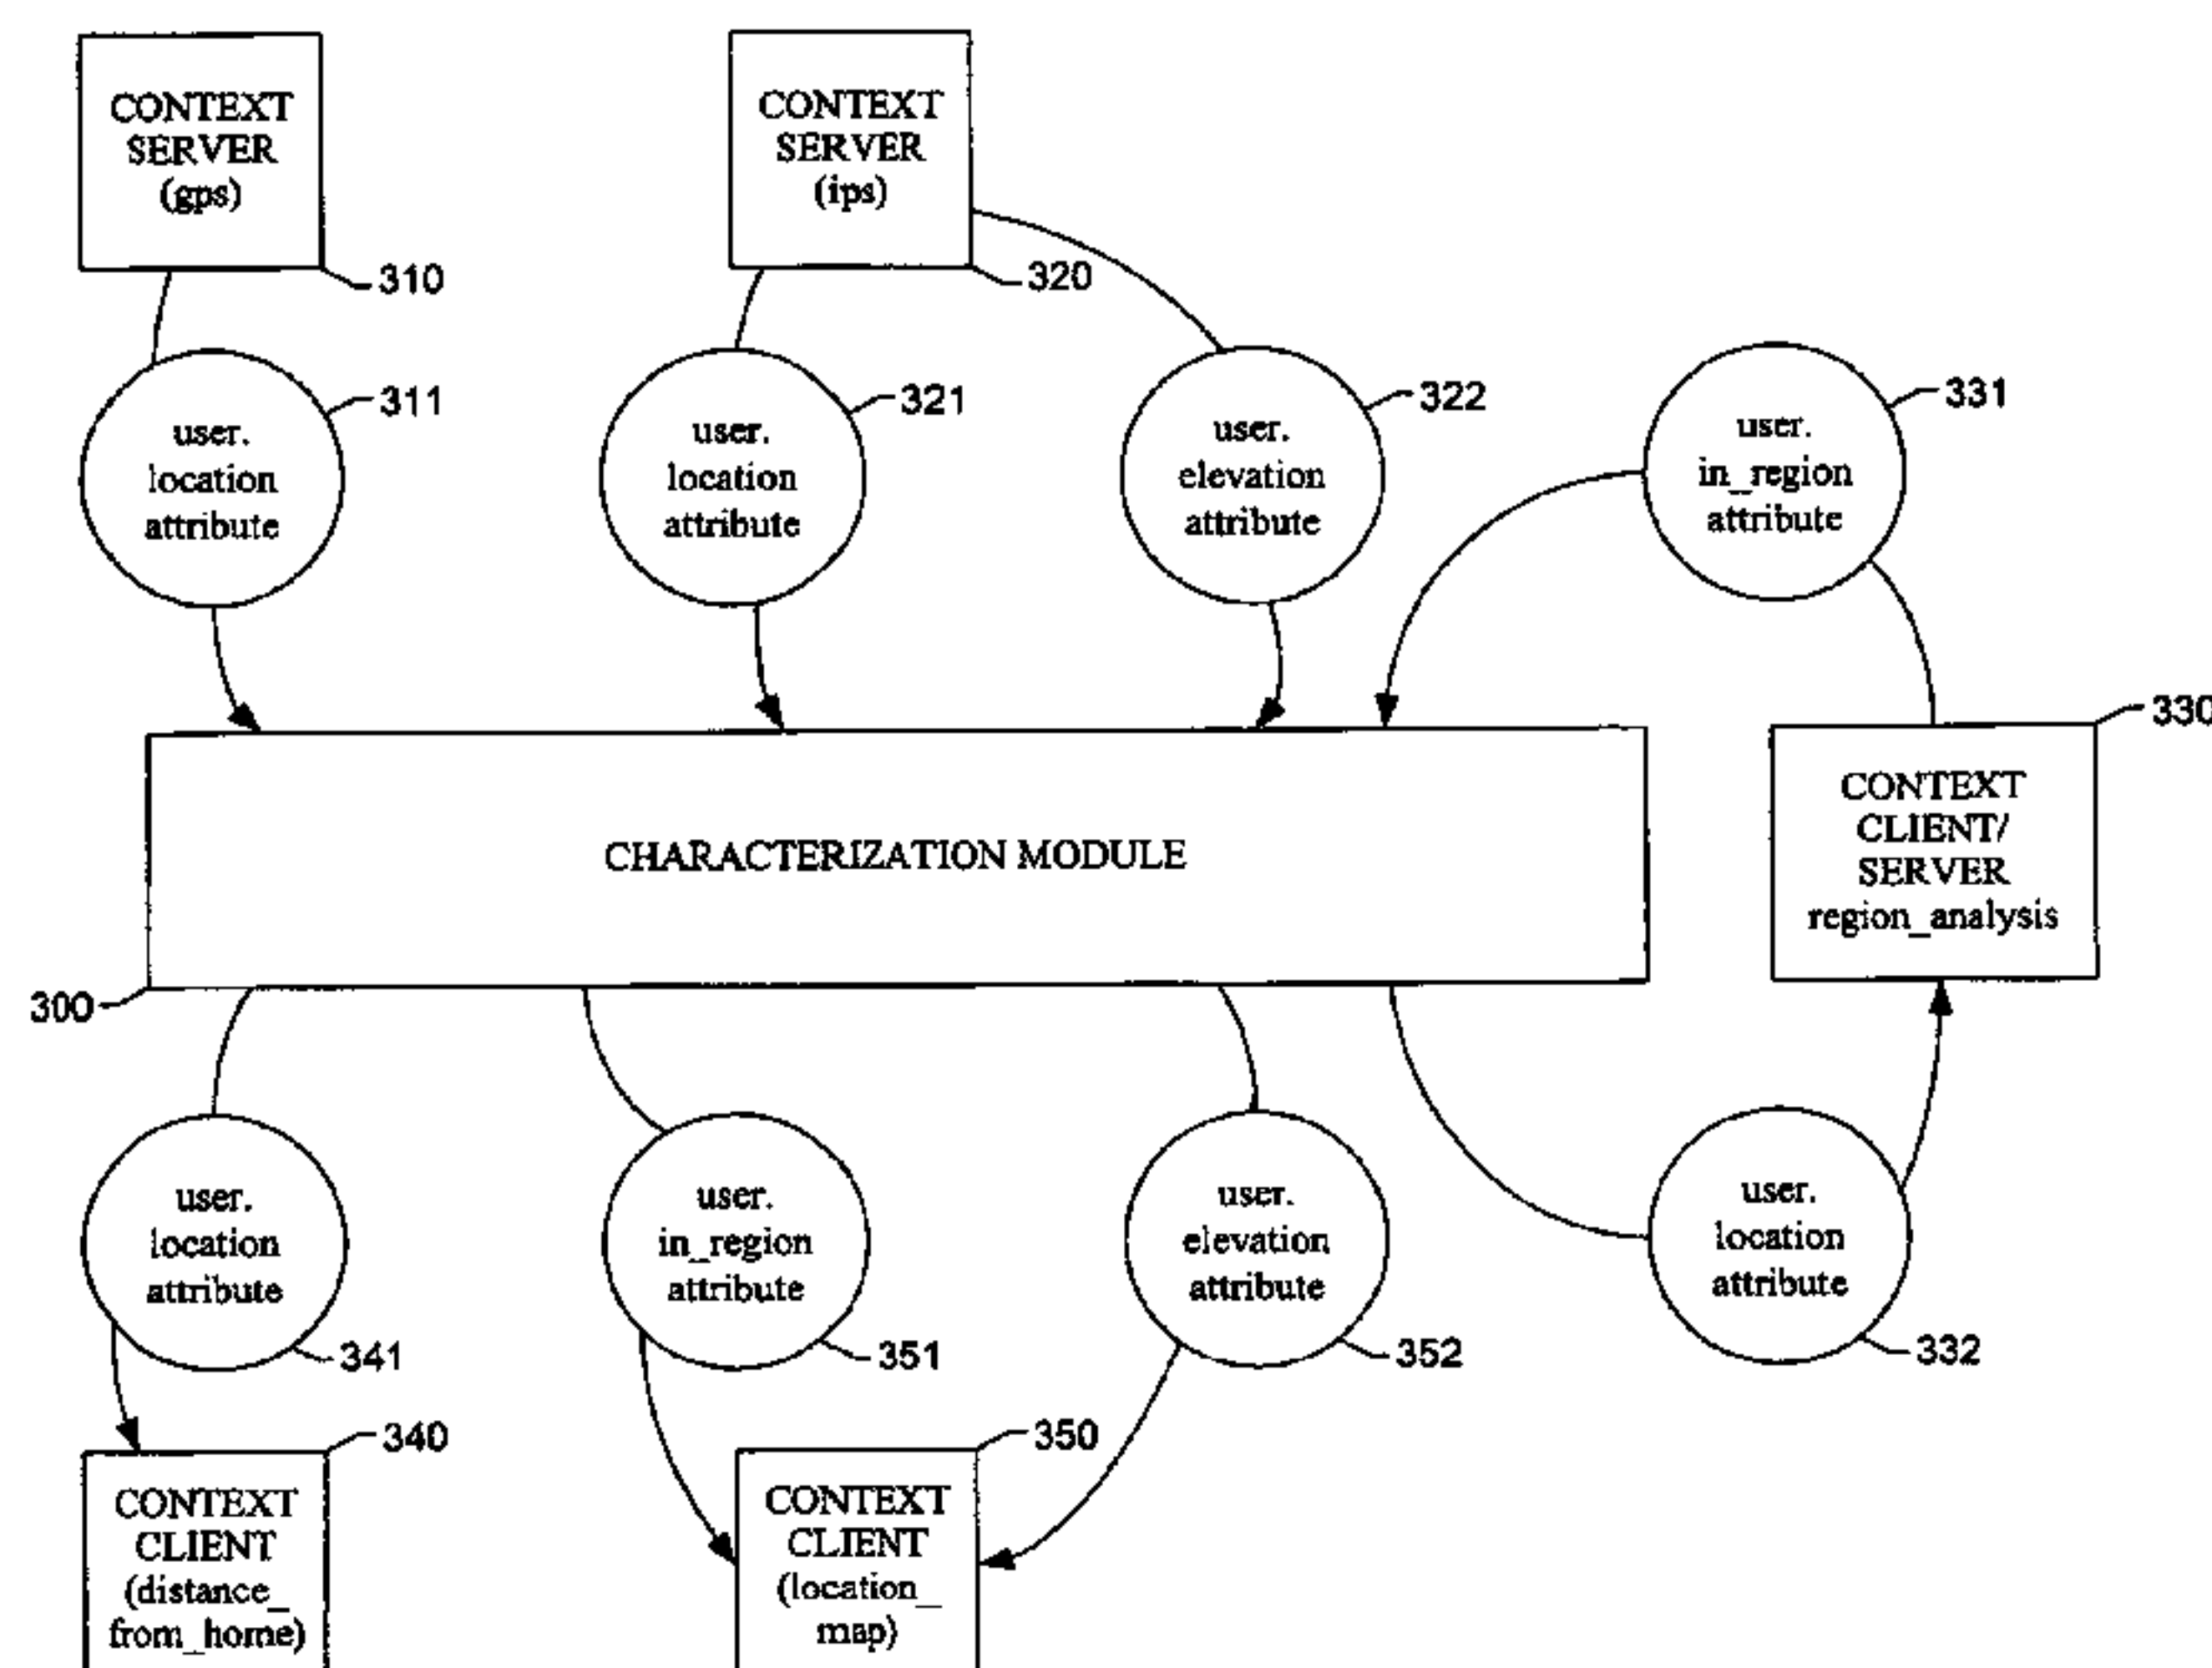 CONTEXT
SERVER
(gps)
310
CONTEXT
SERVER
(ips)
320
user.
location
attribute
311
user.
location
attribute
321
user.
elevation
attribute
322
user.
in_region
attribute
331
CHARACTERIZATION MODULE
300
CONTEXT
CLIENT/
SERVER
region_analysis
330
user.
location
attribute
341
user.
in_region
attribute
351
user.
elevation
attribute
352
user.
location
attribute
332
CONTEXT
CLIENT
(distance_
from_home)
340
CONTEXT
CLIENT
(location_
map)
350